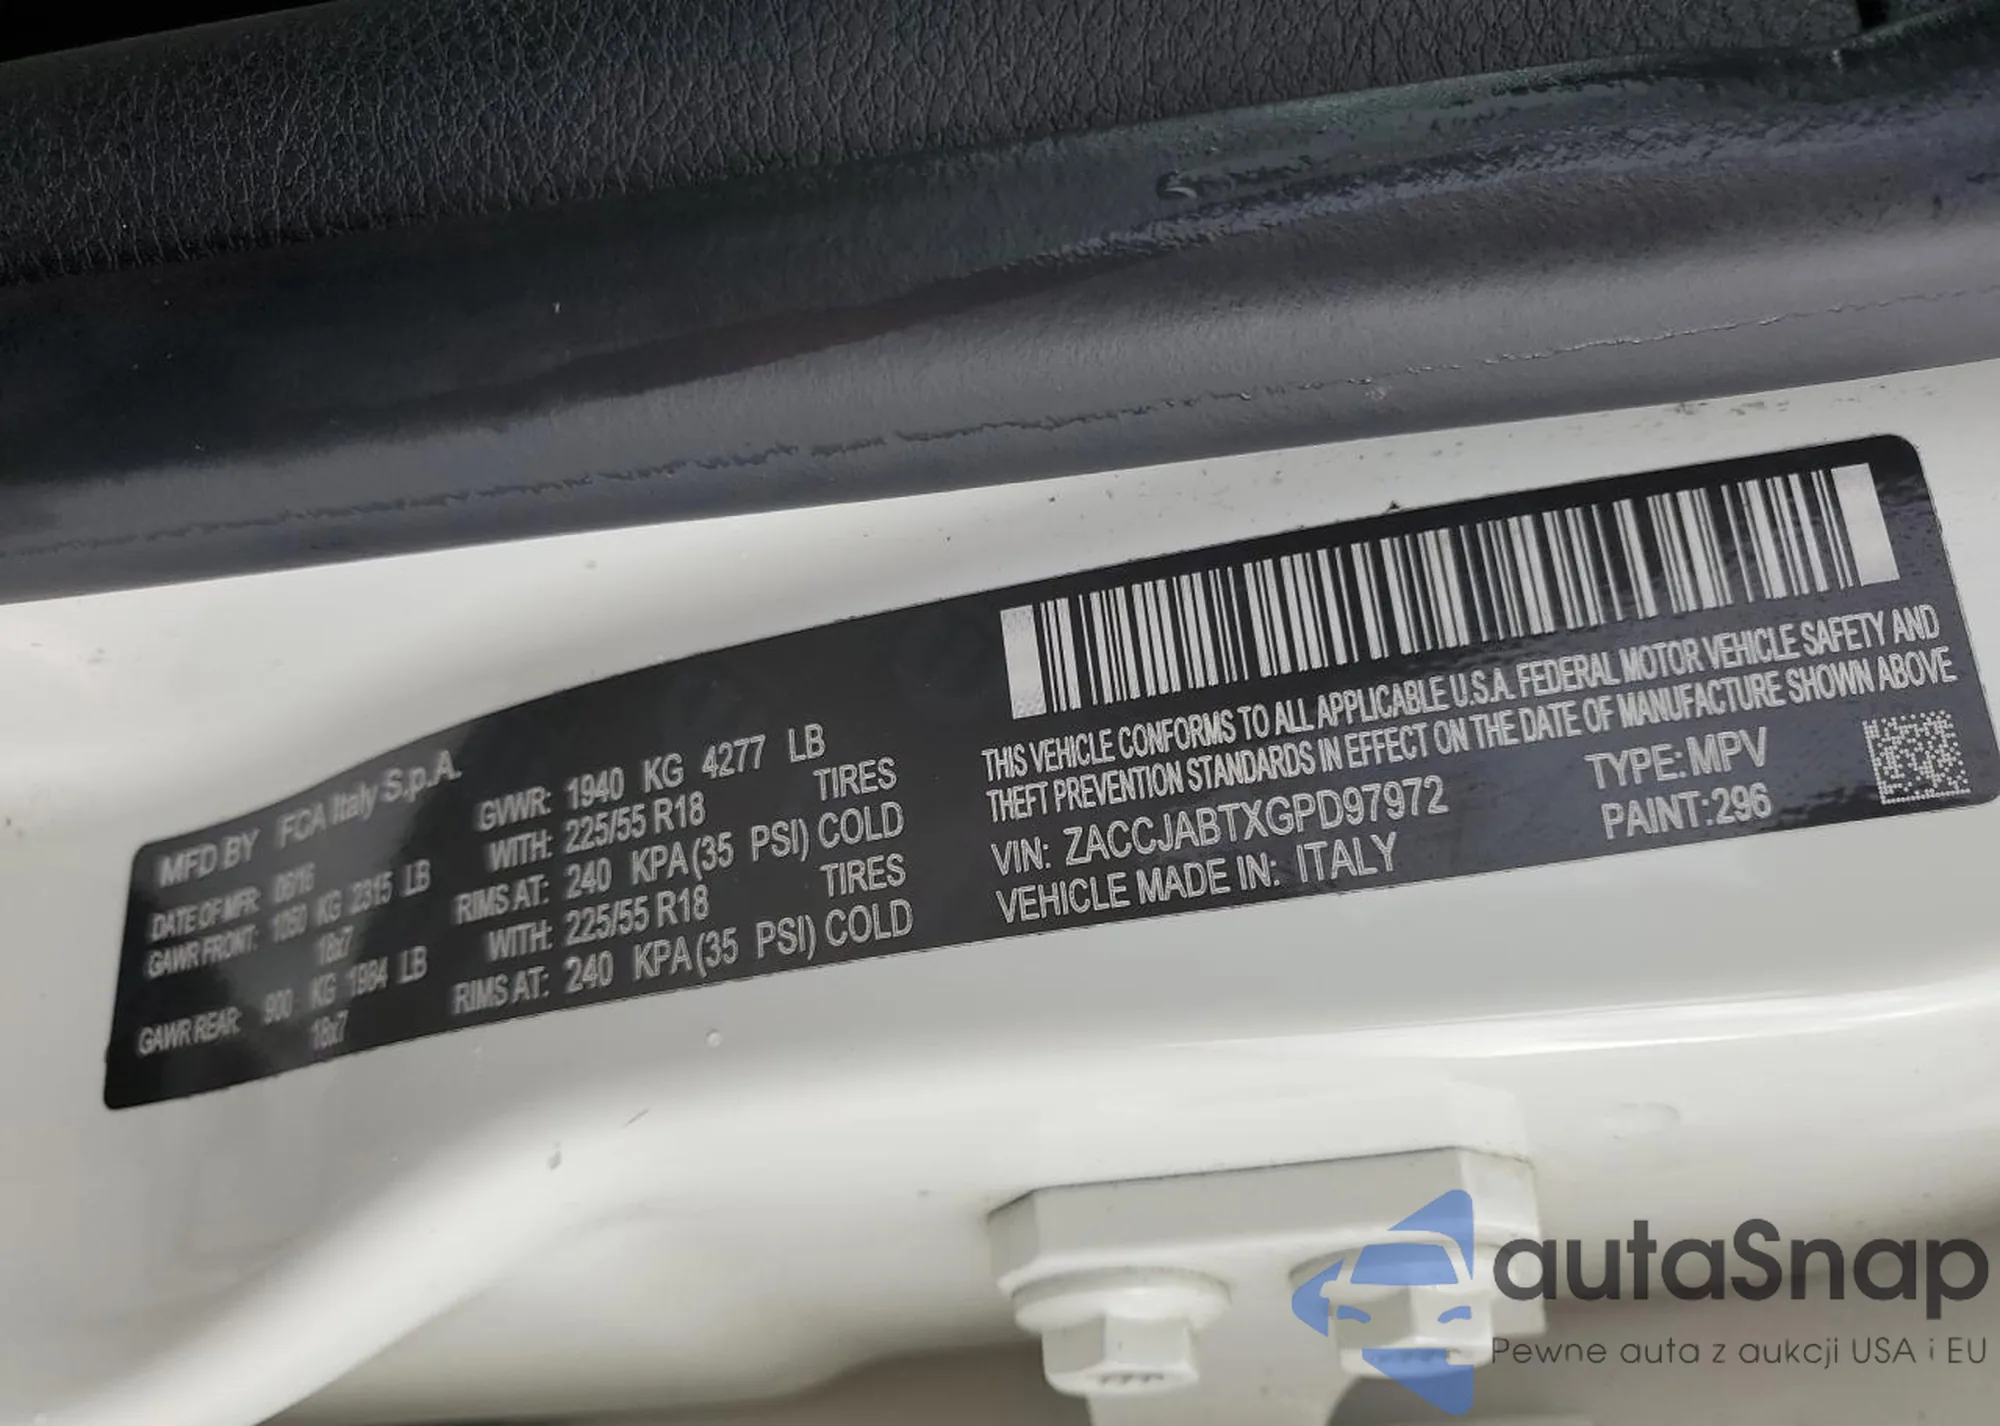 MFD BY FCA Italy S.p.A.
DATE OF MFR: 06/16
GAWR FRONT: 1050 KG 2315 LB
18x7
GAWR REAR: 900 KG 1984 LB
18x7
GVWR: 1940 KG 4277 LB
WITH: 225/55 R18 TIRES
RIMS AT: 240 KPA(35 PSI) COLD
WITH: 225/55 R18 TIRES
RIMS AT: 240 KPA(35 PSI) COLD
THIS VEHICLE CONFORMS TO ALL APPLICABLE U.S.A. FEDERAL MOTOR VEHICLE SAFETY AND
THEFT PREVENTION STANDARDS IN EFFECT ON THE DATE OF MANUFACTURE SHOWN ABOVE
VIN: ZACCJABTXGPD97972 TYPE: MPV
VEHICLE MADE IN: ITALY PAINT:296
autaSnap
Pewne auta z aukcji USA i EU